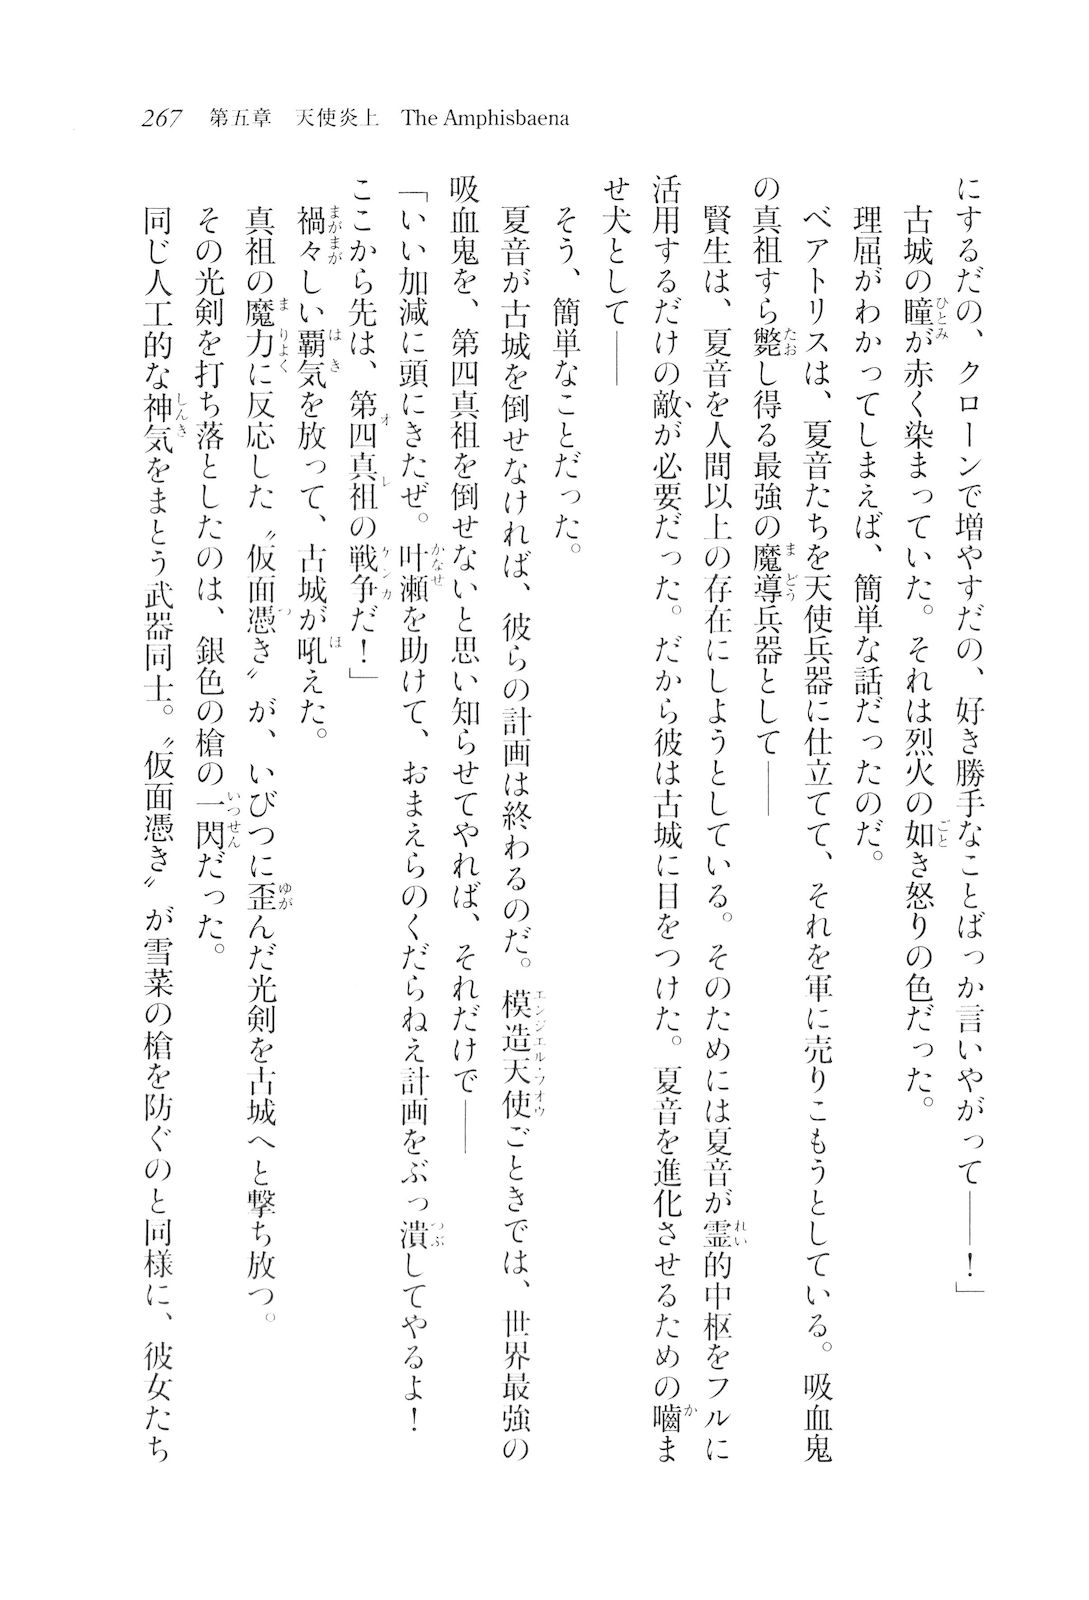 267　第五章　天使炎上　The Amphisbaena
にするだの、クローンで増やすだの、好き勝手なことばっか言いやがって――！」
古城の瞳が赤く染まっていた。それは烈火の如き怒りの色だった。
理屈がわかってしまえば、簡単な話だったのだ。
ベアトリスは、夏音たちを天使兵器に仕立てて、それを軍に売りこもうとしている。吸血鬼
の真祖すら斃し得る最強の魔導兵器として――
賢生は、夏音を人間以上の存在にしようとしている。そのためには夏音が霊的中枢をフルに
活用するだけの敵が必要だった。だから彼は古城に目をつけた。夏音を進化させるための嚙ま
せ犬として――
そう、簡単なことだった。
夏音が古城を倒せなければ、彼らの計画は終わるのだ。模造天使ごときでは、世界最強の
吸血鬼を、第四真祖を倒せないと思い知らせてやれば、それだけで――
「いい加減に頭にきたぜ。叶瀬を助けて、おまえらのくだらねえ計画をぶっ潰してやるよ！
ここから先は、第四真祖の戦争だ！」
禍々しい覇気を放って、古城が吼えた。
真祖の魔力に反応した〝仮面憑き〟が、いびつに歪んだ光剣を古城へと撃ち放つ。
その光剣を打ち落としたのは、銀色の槍の一閃だった。
同じ人工的な神気をまとう武器同士。〝仮面憑き〟が雪菜の槍を防ぐのと同様に、彼女たち